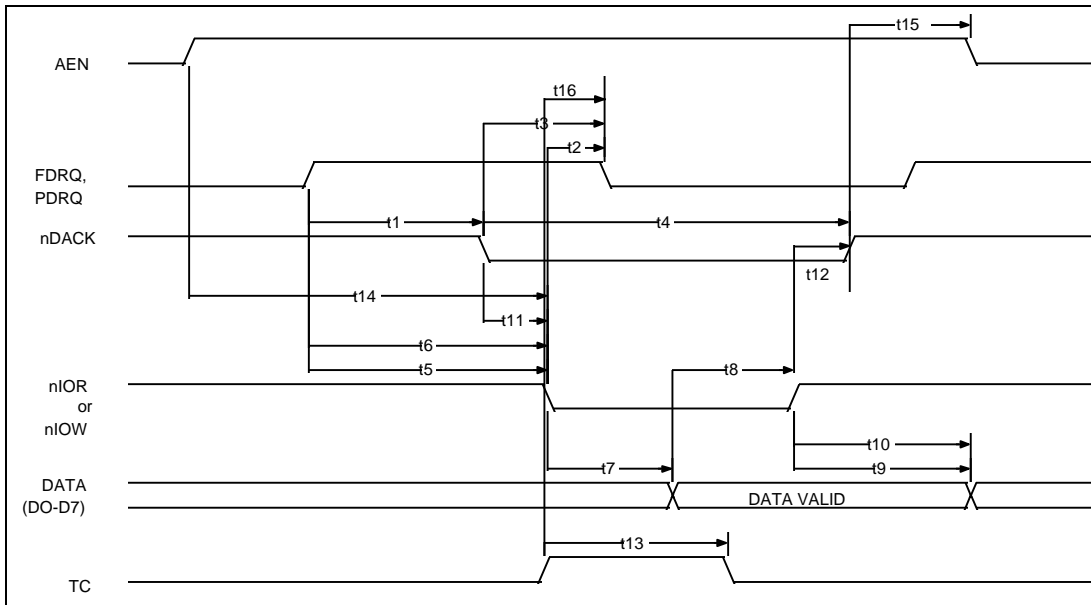 t15
AEN
t16
t3
t2
FDRQ,
PDRQ
t1
t4
nDACK
t12
t14
t11
t6
t5
t8
nIOR
or
nIOW
t10
t7
t9
DATA
(DO-D7)
DATA VALID
t13
TC